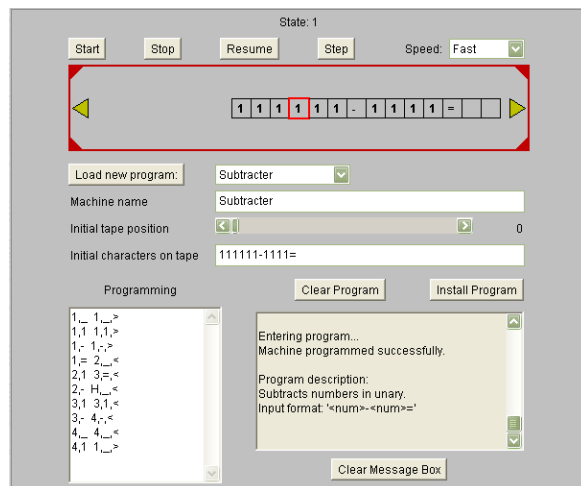 State: 1
Start Stop Resume Step Speed: Fast
1 1 1 1 1 1 - 1 1 1 1 =
Load new program: Subtracter
Machine name Subtracter
Initial tape position 0
Initial characters on tape 111111-1111=
Programming Clear Program Install Program
1,_ 1,_,>
1,1 1,1,>
1,- 1,-,>
1,= 2,_,<
2,1 3,=,<
2,- H,_,<
3,1 3,1,<
3,- 4,-,<
4,_ 4,_,<
4,1 1,_,>
Entering program...
Machine programmed successfully.
Program description:
Subtracts numbers in unary.
Input format: '<num>-<num>='
Clear Message Box